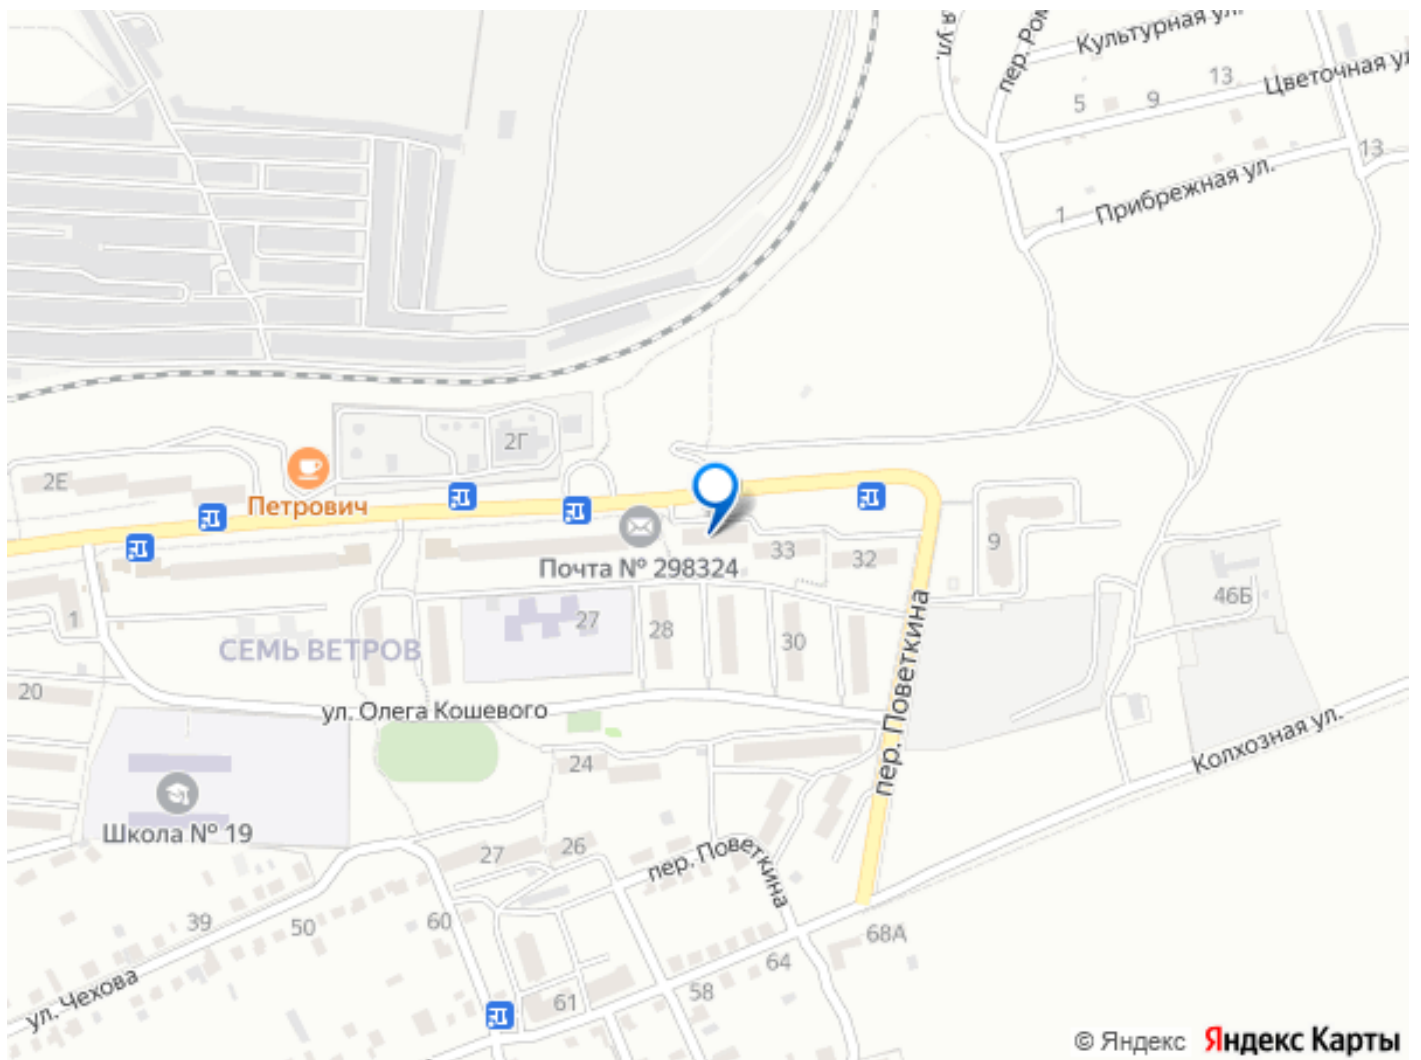 Я ул.
пер. Ром
Культурная ул.
Цветочная ул
5
9
13
13
1
Прибрежная ул.
2Е
Петрович
2Г
Почта № 298324
33
32
9
46Б
1
СЕМЬ ВЕТРОВ
27
28
30
пер. Поветкина
20
ул. Олега Кошевого
Колхозная ул.
24
Школа № 19
27
26
пер. Поветкина
39
50
60
68А
64
58
61
ул. Чехова
© Яндекс Яндекс Карты